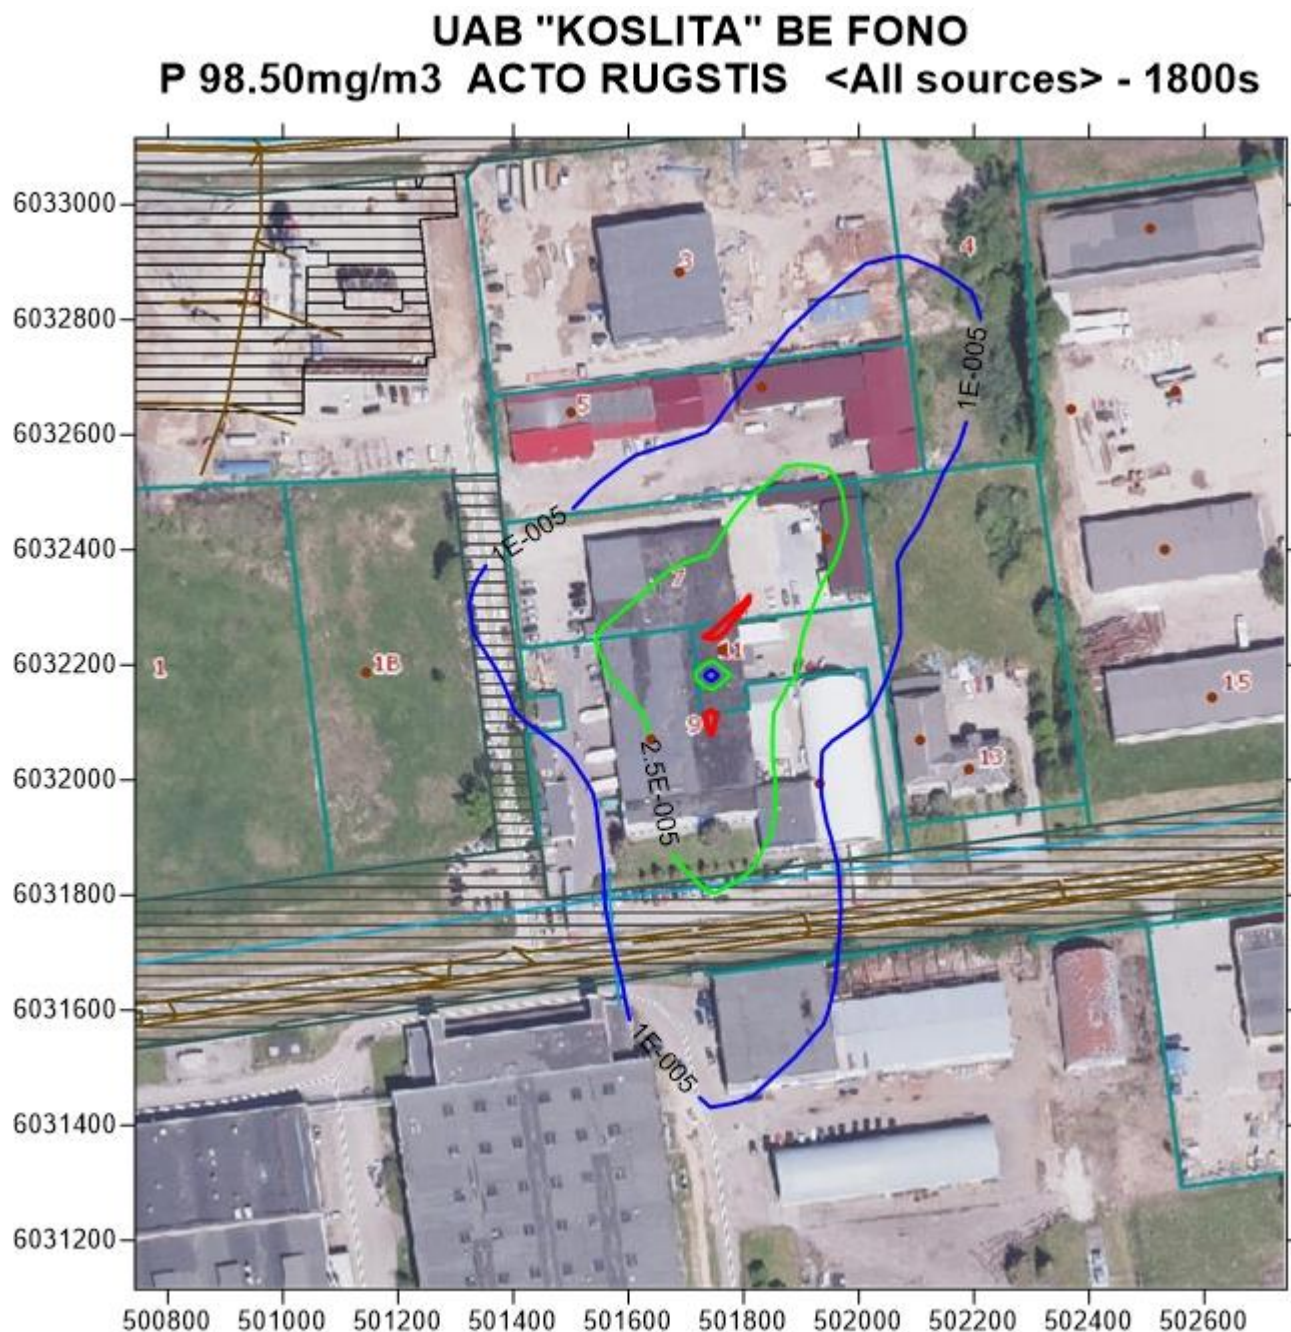 UAB "KOSLITA" BE FONO
P 98.50mg/m3 ACTO RUGSTIS <All sources> - 1800s
6033000
3
4
6032800
1E-005
6032600
5
1E-005
6032400
7
6032200
1
1B
11
15
9
13
6032000
2.5E-005
6031800
6031600
1E-005
6031400
6031200
500800 501000 501200 501400 501600 501800 502000 502200 502400 502600